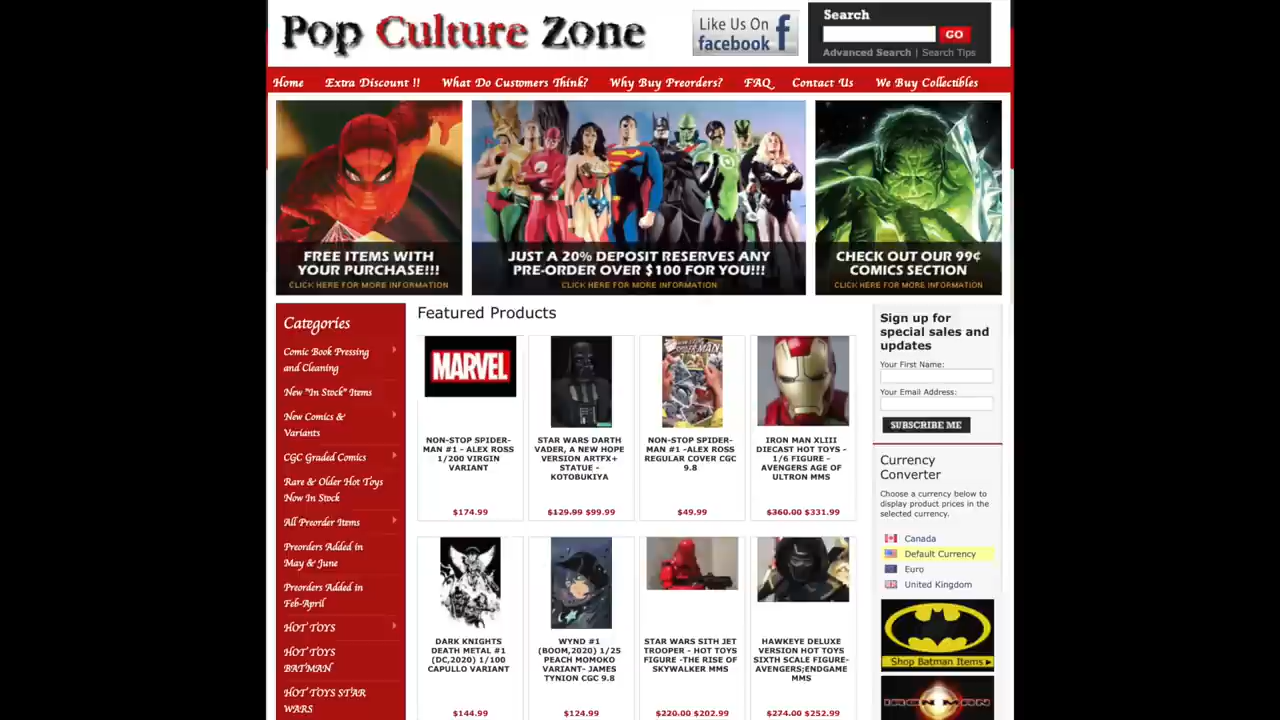 Pop Culture Zone
Like Us On
facebook f
Search
GO
Advanced Search | Search Tips
Home
Extra Discount !!
What Do Customers Think?
Why Buy Preorders?
FAQ
Contact Us
We Buy Collectibles
FREE ITEMS WITH
YOUR PURCHASE!!!
CLICK HERE FOR MORE INFORMATION
JUST A 20% DEPOSIT RESERVES ANY
PRE-ORDER OVER $100 FOR YOU!!!
CLICK HERE FOR MORE INFORMATION
CHECK OUT OUR 99¢
COMICS SECTION
CLICK HERE FOR MORE INFORMATION
Categories
Comic Book Pressing
and Cleaning
New "In Stock" Items
New Comics &
Variants
CGC Graded Comics
Rare & Older Hot Toys
Now In Stock
All Preorder Items
Preorders Added in
May & June
Preorders Added in
Feb-April
HOT TOYS
HOT TOYS
BATMAN
HOT TOYS STAR
WARS
Featured Products
MARVEL
NON-STOP SPIDER-
MAN #1 - ALEX ROSS
1/200 VIRGIN
VARIANT
$174.99
STAR WARS DARTH
VADER, A NEW HOPE
VERSION ARTFX+
STATUE -
KOTOBUKIYA
$129.99 $99.99
SPIDER-MAN
NON-STOP SPIDER-
MAN #1 -ALEX ROSS
REGULAR COVER CGC
9.8
$49.99
IRON MAN XLIII
DIECAST HOT TOYS -
1/6 FIGURE -
AVENGERS AGE OF
ULTRON MMS
$360.00 $331.99
DARK KNIGHTS
DEATH METAL #1
(DC,2020) 1/100
CAPULLO VARIANT
$144.99
WYND #1
(BOOM,2020) 1/25
PEACH MOMOKO
VARIANT- JAMES
TYNION CGC 9.8
$124.99
STAR WARS SITH JET
TROOPER - HOT TOYS
FIGURE -THE RISE OF
SKYWALKER MMS
$220.00 $202.99
HAWKEYE DELUXE
VERSION HOT TOYS
SIXTH SCALE FIGURE-
AVENGERS;ENDGAME
MMS
$274.00 $252.99
Sign up for
special sales and
updates
Your First Name:
Your Email Address:
SUBSCRIBE ME
Currency
Converter
Choose a currency below to
display product prices in the
selected currency.
Canada
Default Currency
Euro
United Kingdom
Shop Batman Items
IRON MAN